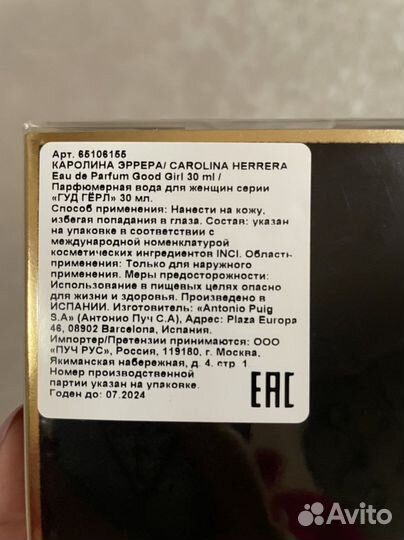 Арт. 65106155
КАРОЛИНА ЭРРЕРА/ CAROLINA HERRERA
Eau de Parfum Good Girl 30 ml /
Парфюмерная вода для женщин серии
«ГУД ГЁРЛ» 30 мл.
Способ применения: Нанести на кожу,
избегая попадания в глаза. Состав: указан
на упаковке в соответствии с
международной номенклатурой
косметических ингредиентов INCI. Область
применения: Только для наружного
применения. Меры предосторожности:
Использование в пищевых целях опасно
для жизни и здоровья. Произведено в
ИСПАНИИ. Изготовитель: «Antonio Puig
S.A» (Антонио Пуч С.А), Адрес: Plaza Europa
46, 08902 Barcelona, Испания.
Импортер/Претензии принимаются: ООО
«ПУЧ РУС», Россия, 119180, г. Москва,
Якиманская набережная, д. 4, стр. 1
Номер производственной
партии указан на упаковке.
Годен до: 07.2024
EAC
Avito